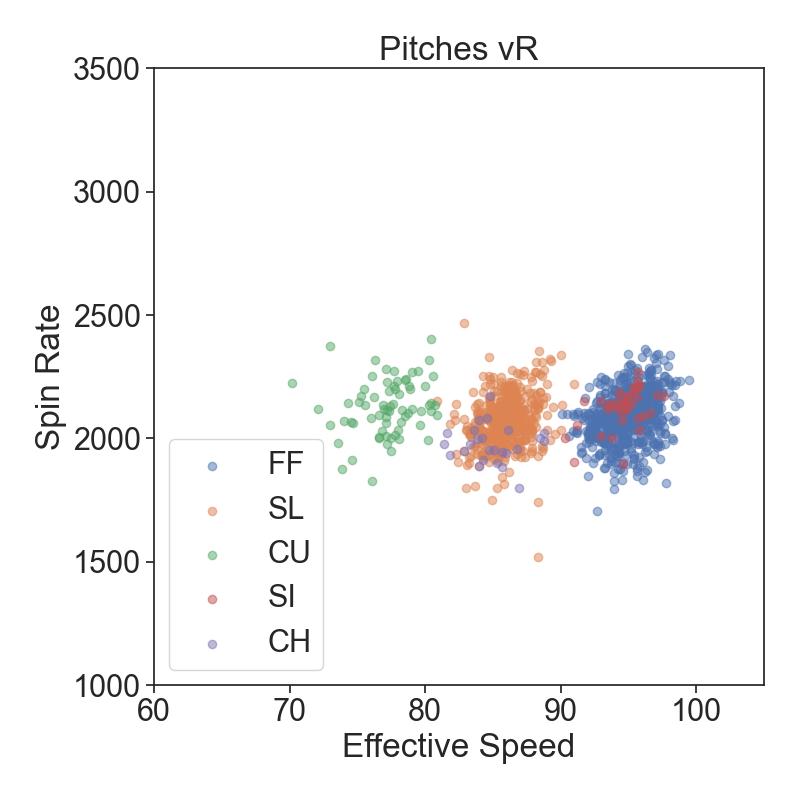 Pitches vR
3500
3000
2500
2000
1500
1000
Spin Rate
FF
SL
CU
SI
CH
60 70 80 90 100
Effective Speed